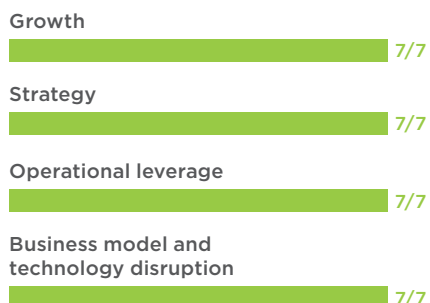 Growth
7/7
Strategy
7/7
Operational leverage
7/7
Business model and
technology disruption
7/7